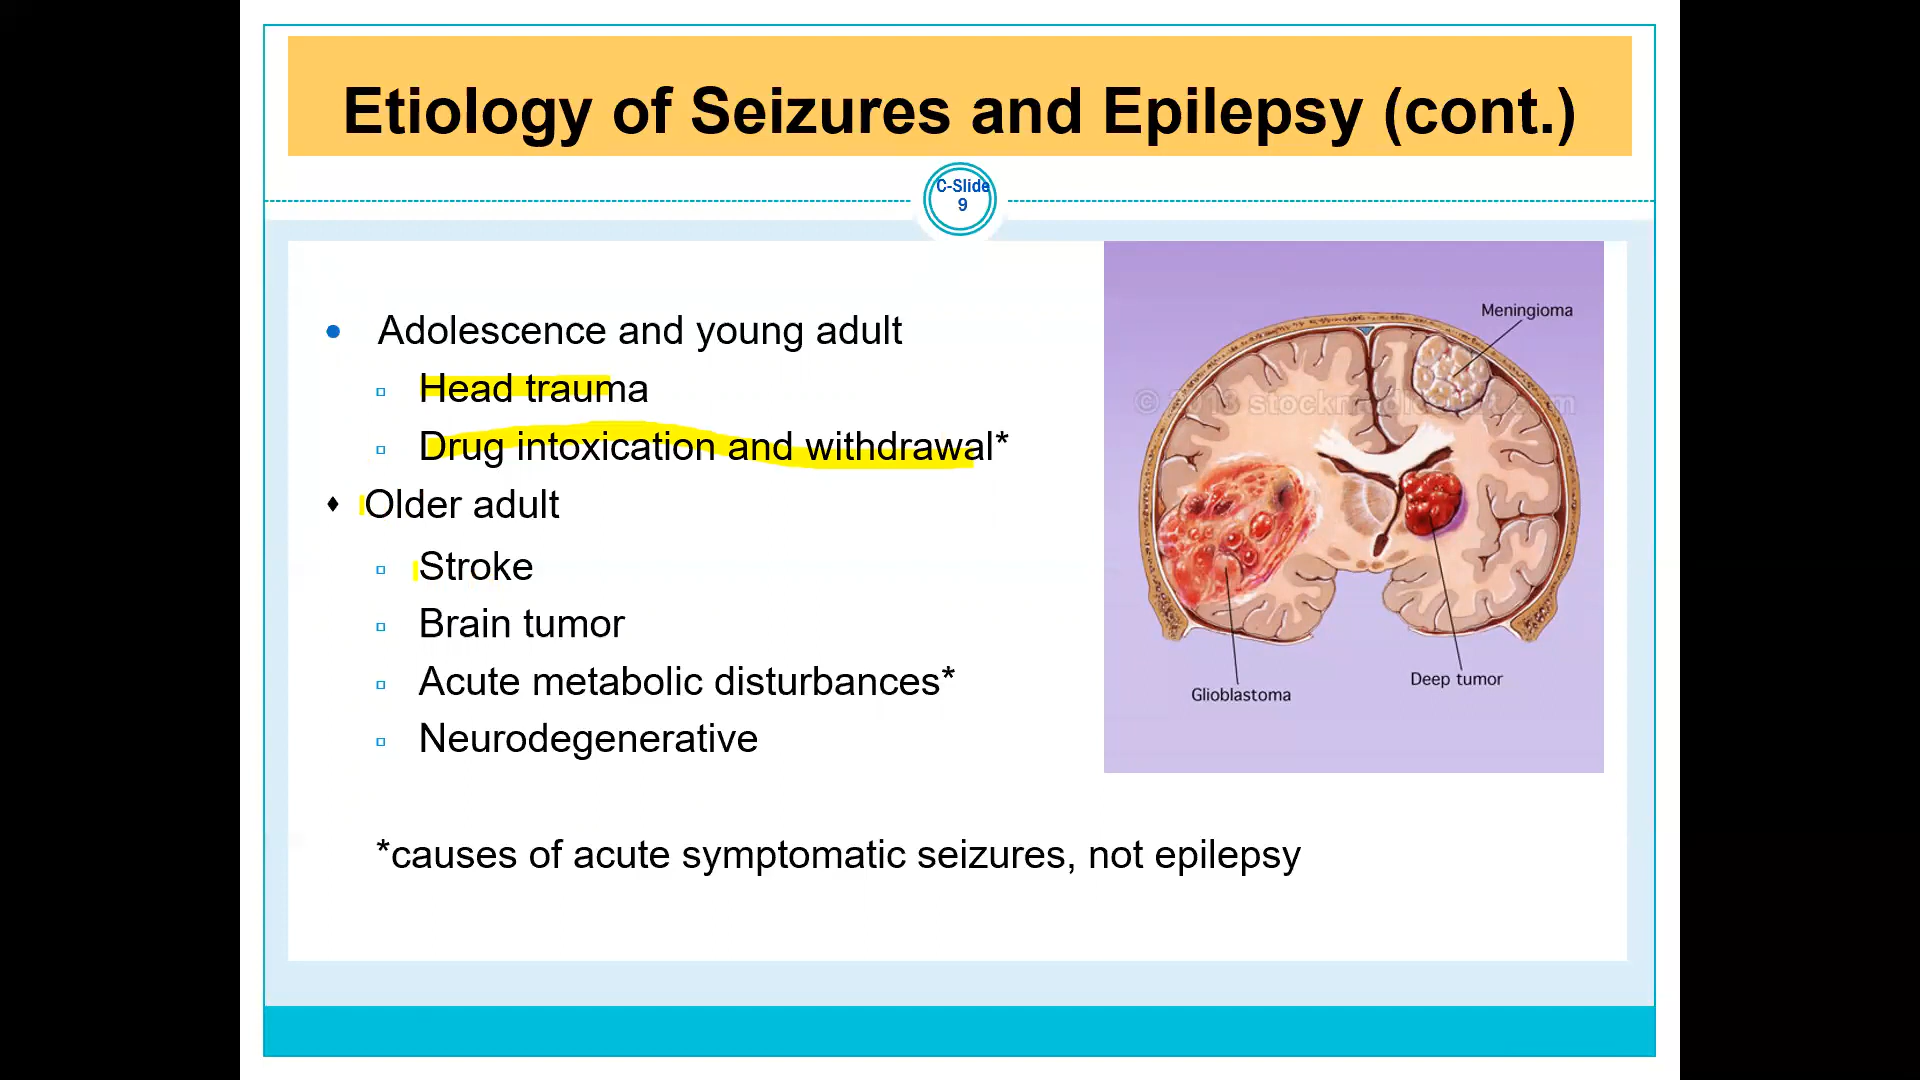 Etiology of Seizures and Epilepsy (cont.)
C-Slide
9
Adolescence and young adult
Head trauma
Drug intoxication and withdrawal*
Older adult
Stroke
Brain tumor
Acute metabolic disturbances*
Neurodegenerative
*causes of acute symptomatic seizures, not epilepsy
Meningioma
Glioblastoma
Deep tumor